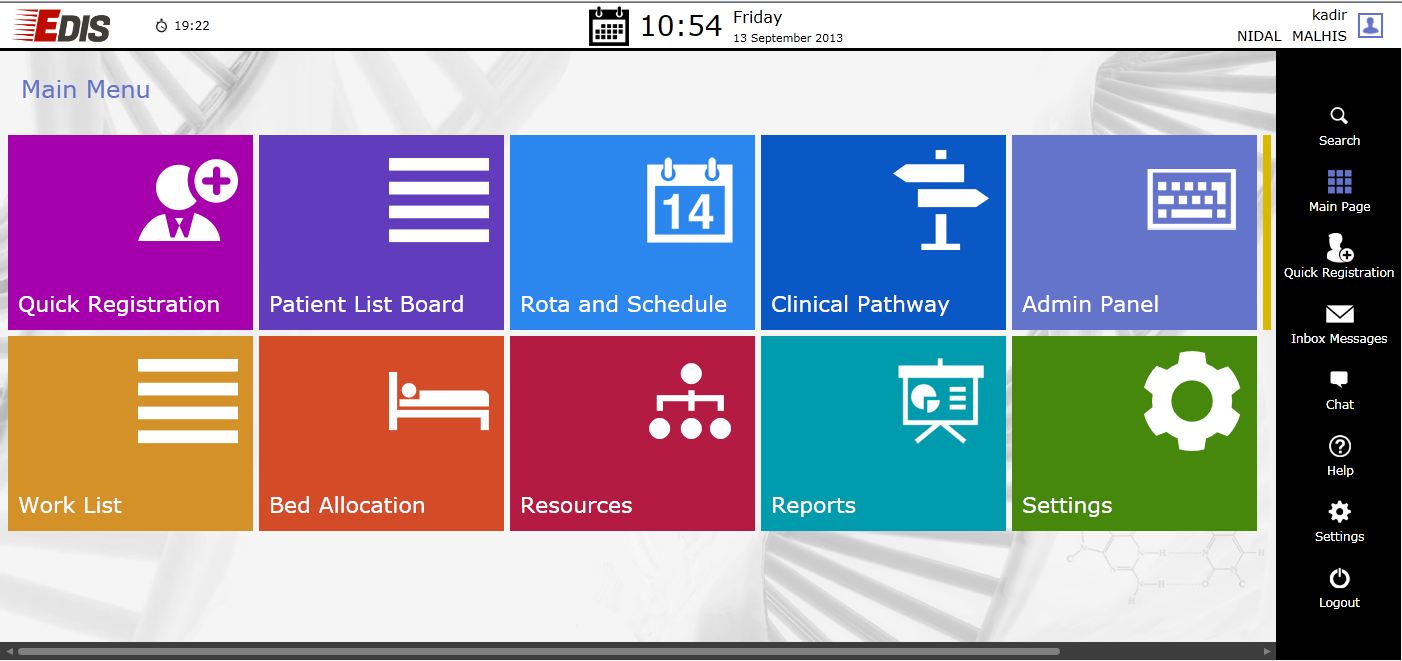 EDIS
19:22
10:54
Friday
13 September 2013
kadir
NIDAL MALHIS
Main Menu
Quick Registration
Patient List Board
14
Rota and Schedule
Clinical Pathway
Admin Panel
Work List
Bed Allocation
Resources
Reports
Settings
Search
Main Page
Quick Registration
Inbox Messages
Chat
?
Help
Settings
Logout
C
N
H
N
H
N
N
H
O
C
H